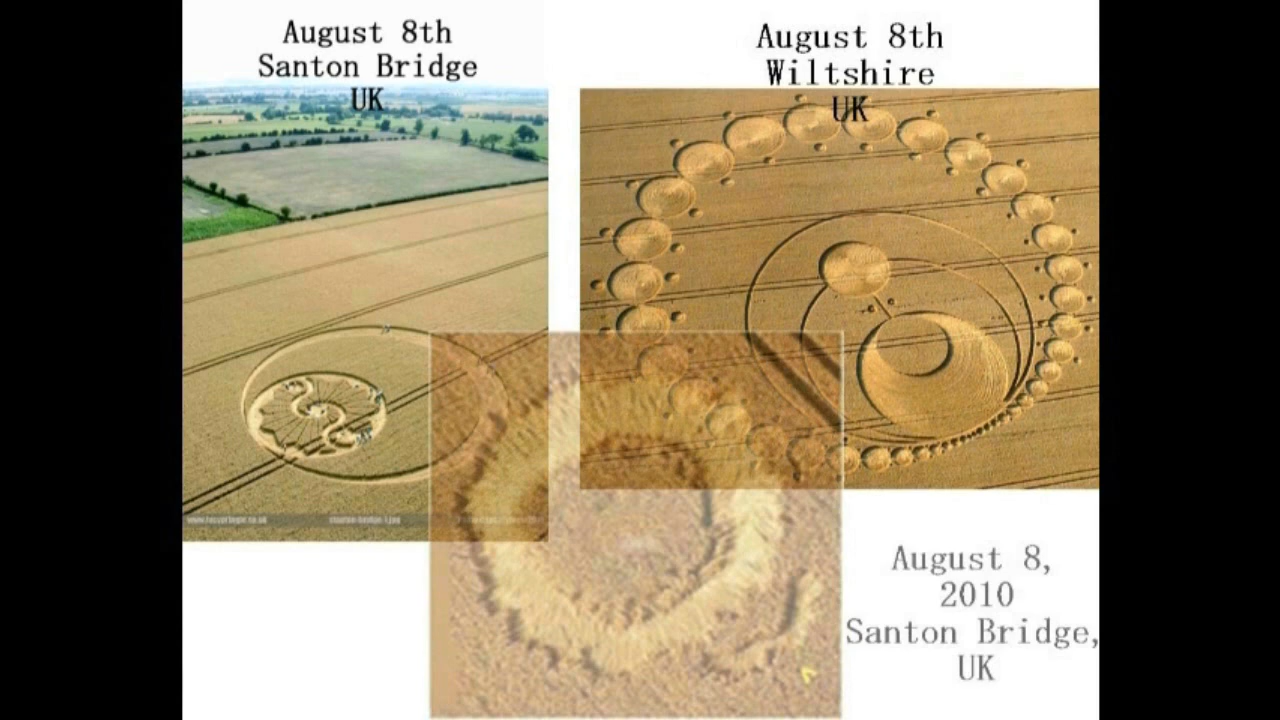 August 8th
Santon Bridge
UK
August 8th
Wiltshire
UK
August 8,
2010
Santon Bridge,
UK